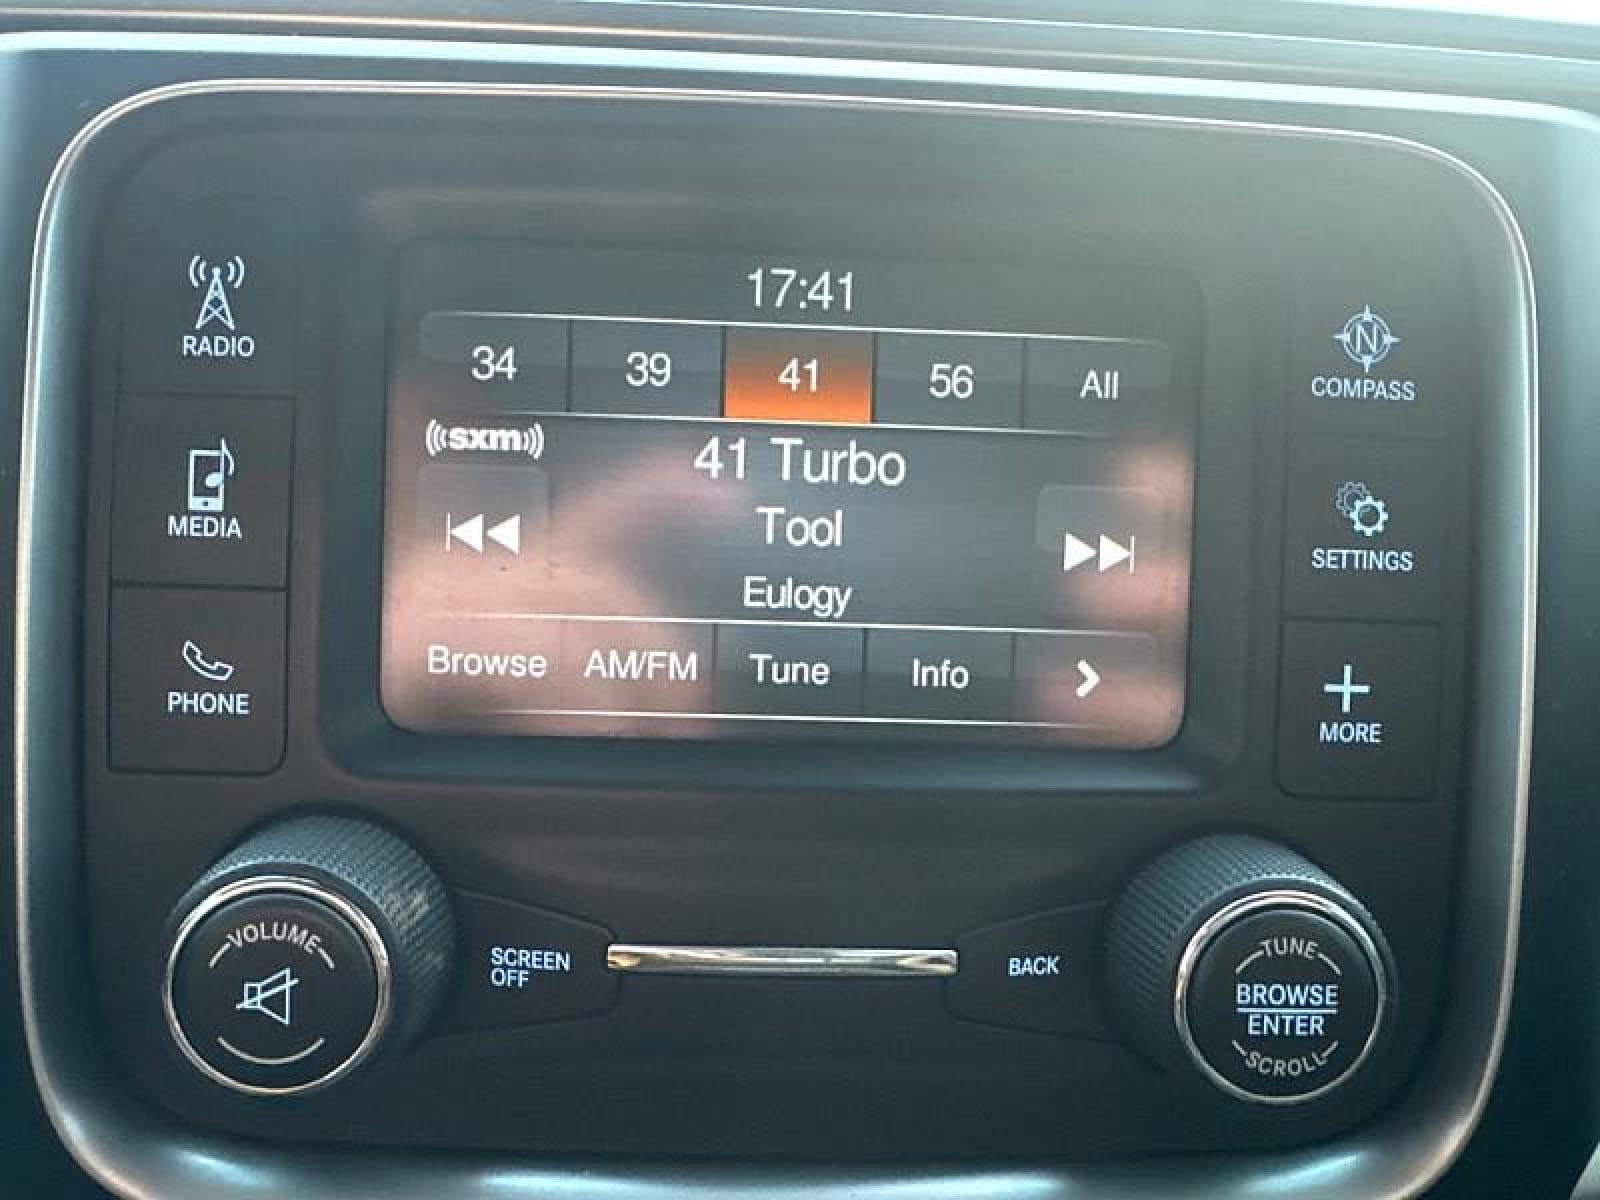 17:41
34 39 41 56 All
sxm
41 Turbo
Tool
Eulogy
Browse AM/FM Tune Info
RADIO
MEDIA
PHONE
N
COMPASS
SETTINGS
MORE
VOLUME
SCREEN
OFF
BACK
TUNE
BROWSE
ENTER
SCROLL